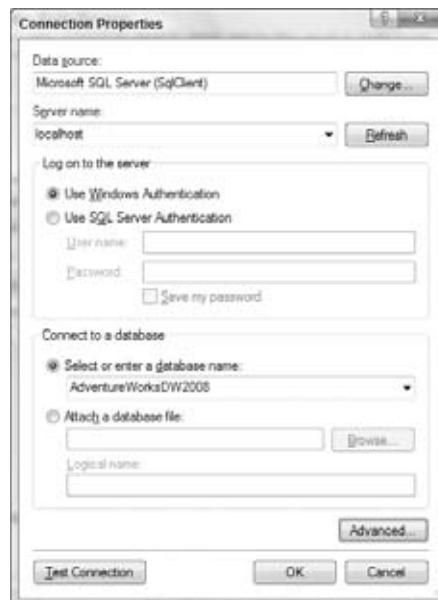 Connection Properties
Data source:
Microsoft SQL Server (SqlClient)
Change...
Server name:
localhost
Refresh
Log on to the server
Use Windows Authentication
Use SQL Server Authentication
User name:
Password:
Save my password
Connect to a database
Select or enter a database name:
AdventureWorksDW2008
Attach a database file:
Browse...
Logical name:
Advanced...
Test Connection
OK
Cancel